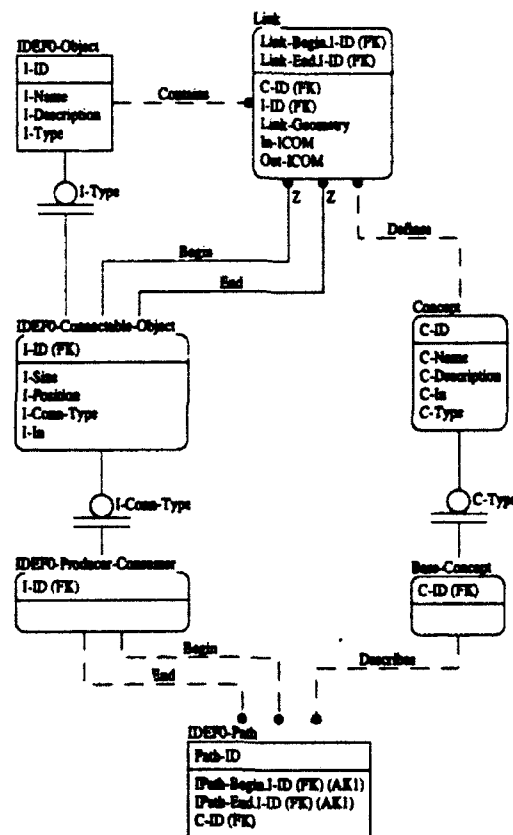 Link
IDEF0-Object
Link-Begin.I-ID (FK)
Link-End.I-ID (FK)
I-ID
I-Name
I-Description
I-Type
Contains
C-ID (FK)
I-ID (FK)
Link-Geometry
In-ICOM
Out-ICOM
I-Type
Z
Z
Begin
Defines
End
IDEF0-Connectable-Object
I-ID (FK)
I-Size
I-Position
I-Conn-Type
I-In
Concept
C-ID
C-Name
C-Description
C-In
C-Type
I-Conn-Type
C-Type
IDEF0-Producer-Consumer
I-ID (FK)
Base-Concept
C-ID (FK)
Begin
End
Describes
IDEF0-Path
Path-ID
IPath-Begin.I-ID (FK) (AK1)
IPath-End.I-ID (FK) (AK1)
C-ID (FK)